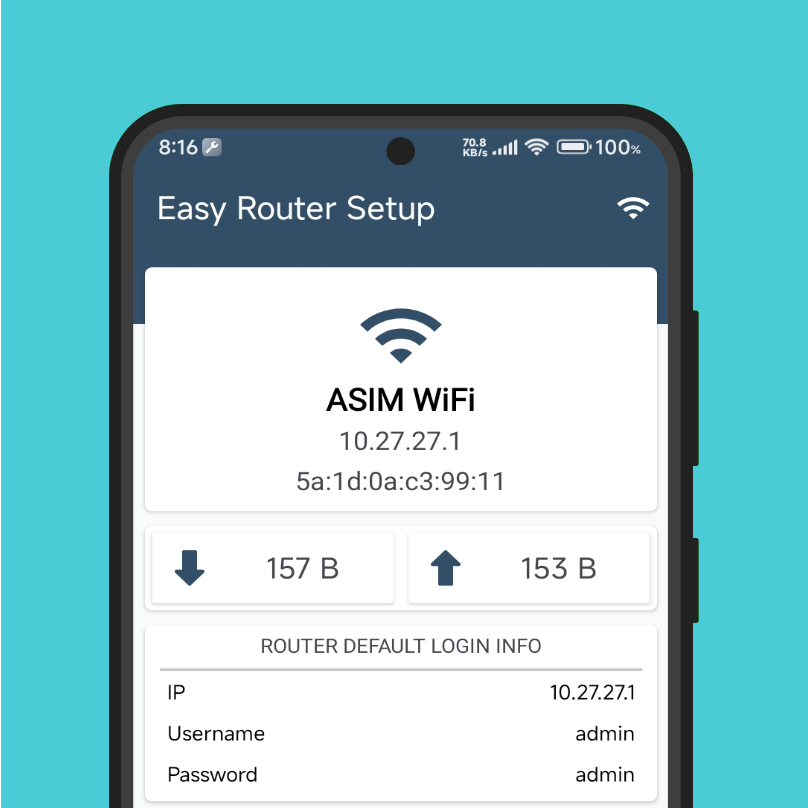 8:16 70.8 KB/s 100%
Easy Router Setup
ASIM WiFi
10.27.27.1
5a:1d:0a:c3:99:11
157 B 153 B
ROUTER DEFAULT LOGIN INFO
IP 10.27.27.1
Username admin
Password admin